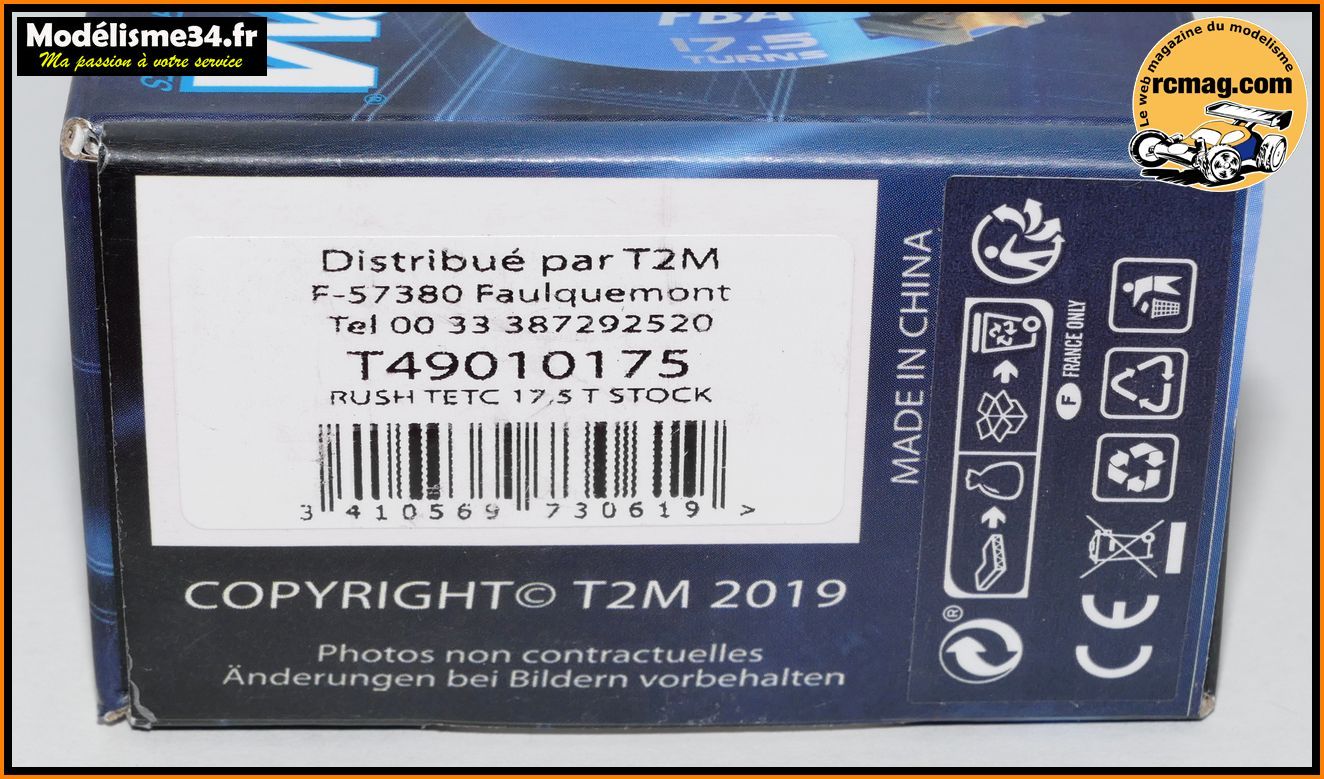 Modélisme34.fr
Ma passion à votre service
FBA
17.5
TURNS
®
Le web magazine du modelisme
rcmag.com
Distribué par T2M
F-57380 Faulquemont
Tel 00 33 387292520
T49010175
RUSH TETC 17,5 T STOCK
3 410569 730619 >
MADE IN CHINA
F FRANCE ONLY
CE
®
COPYRIGHT© T2M 2019
Photos non contractuelles
Änderungen bei Bildern vorbehalten